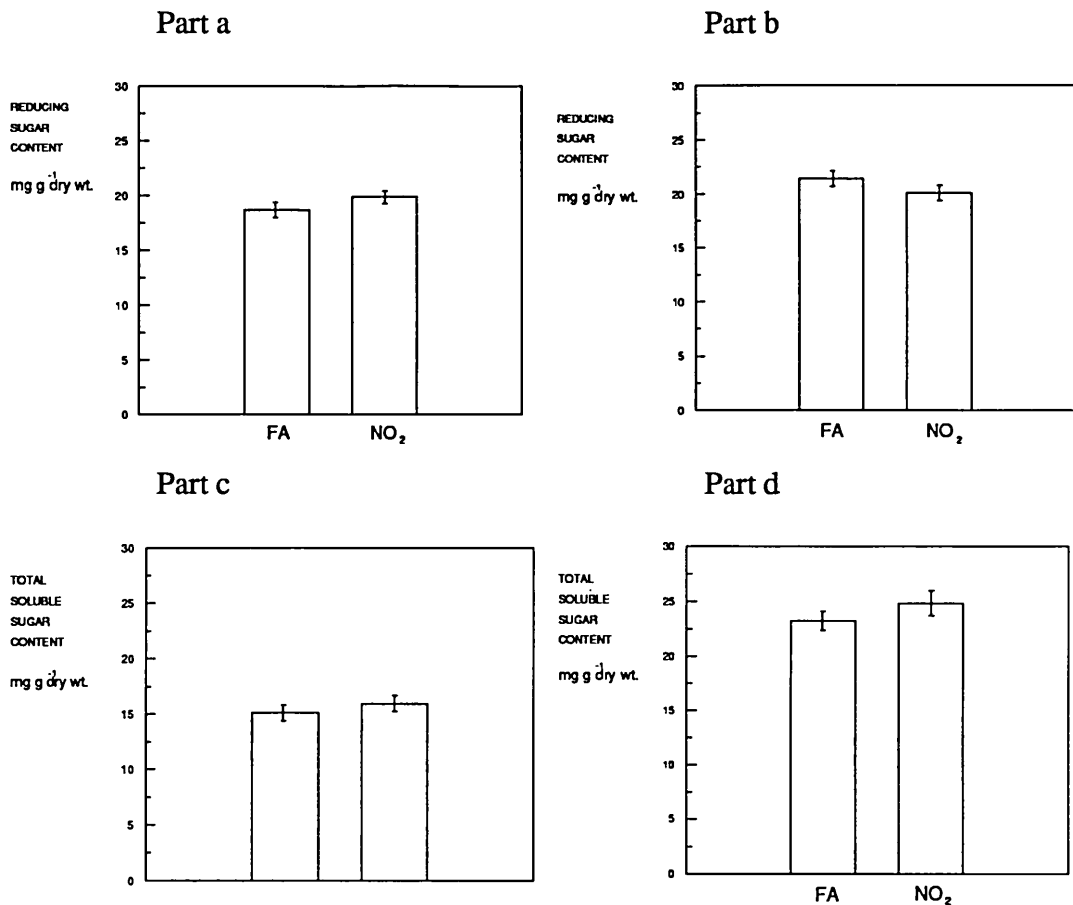 Part a
REDUCING
SUGAR
CONTENT
mg g⁻¹ dry wt.
30
25
20
15
10
5
0
FA NO₂
Part b
REDUCING
SUGAR
CONTENT
mg g⁻¹ dry wt.
30
25
20
15
10
5
0
FA NO₂
Part c
TOTAL
SOLUBLE
SUGAR
CONTENT
mg g⁻¹ dry wt.
30
25
20
15
10
5
0
Part d
TOTAL
SOLUBLE
SUGAR
CONTENT
mg g⁻¹ dry wt.
30
25
20
15
10
5
0
FA NO₂